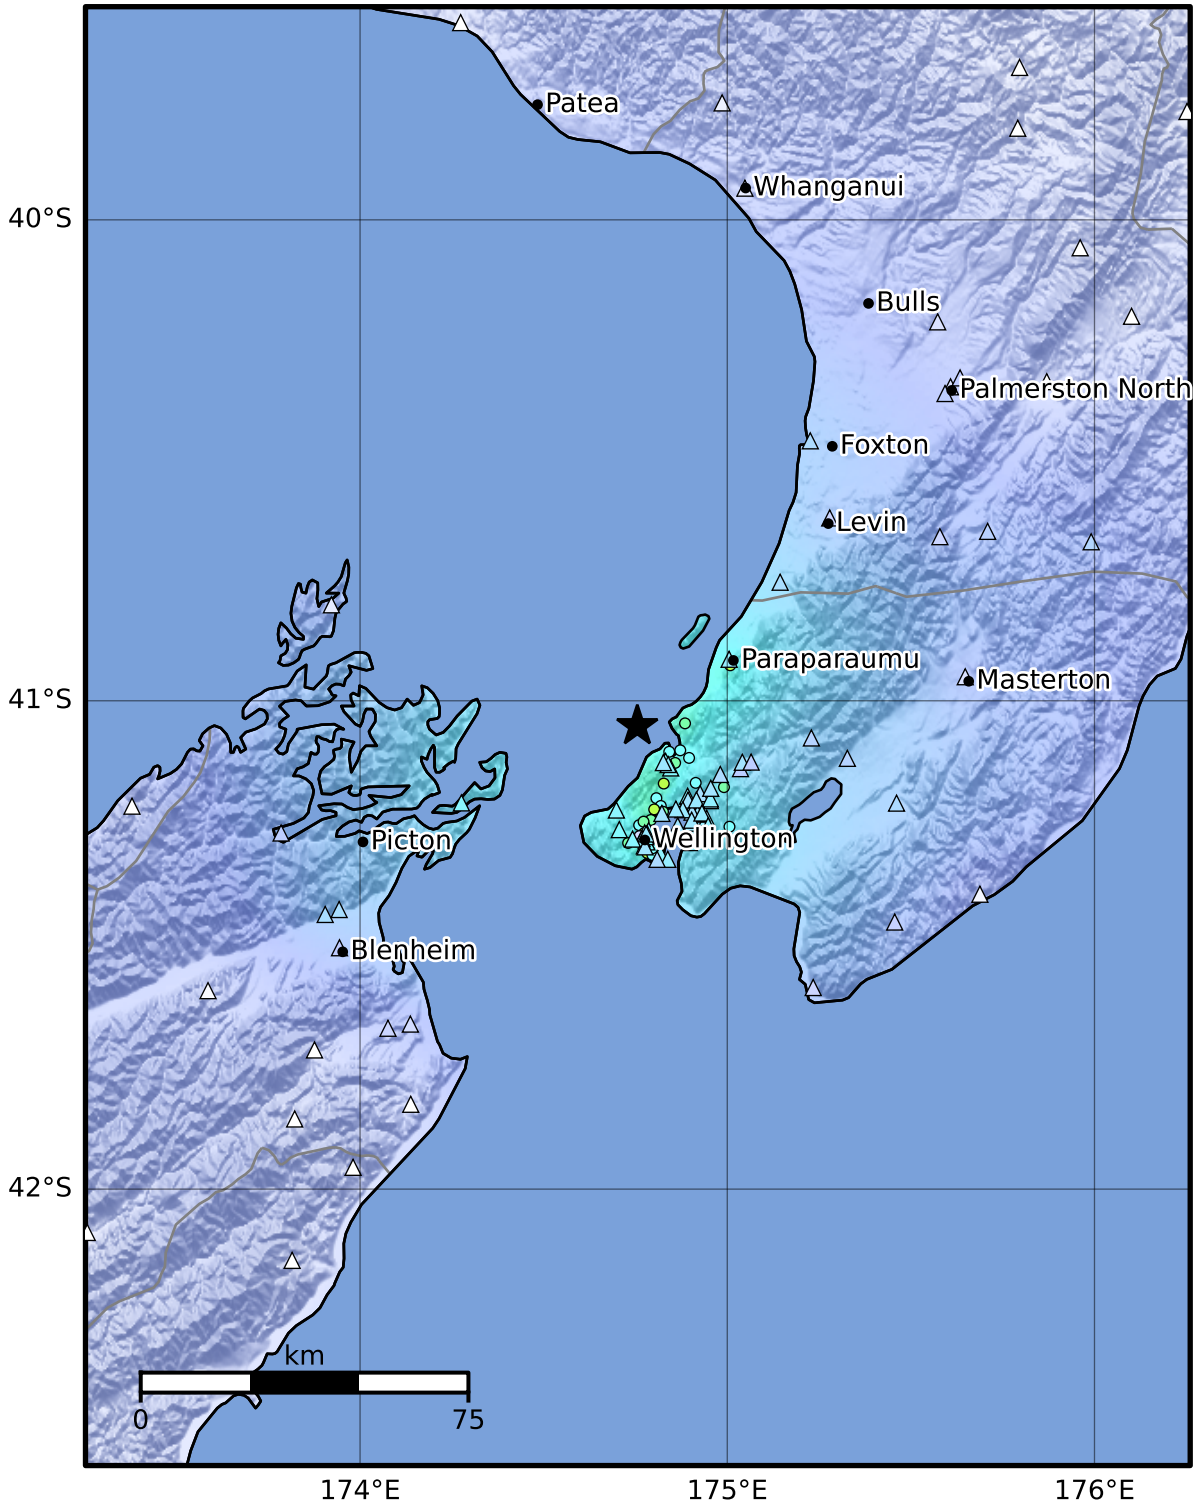 Patea
Whanganui
40°S
Bulls
Palmerston North
Foxton
Levin
Paraparaumu
Masterton
41°S
Picton
Wellington
Blenheim
42°S
km
0
75
174°E
175°E
176°E